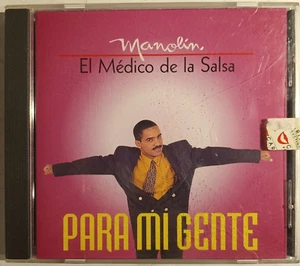 Manolín
El Médico de la Salsa
PARA MI GENTE